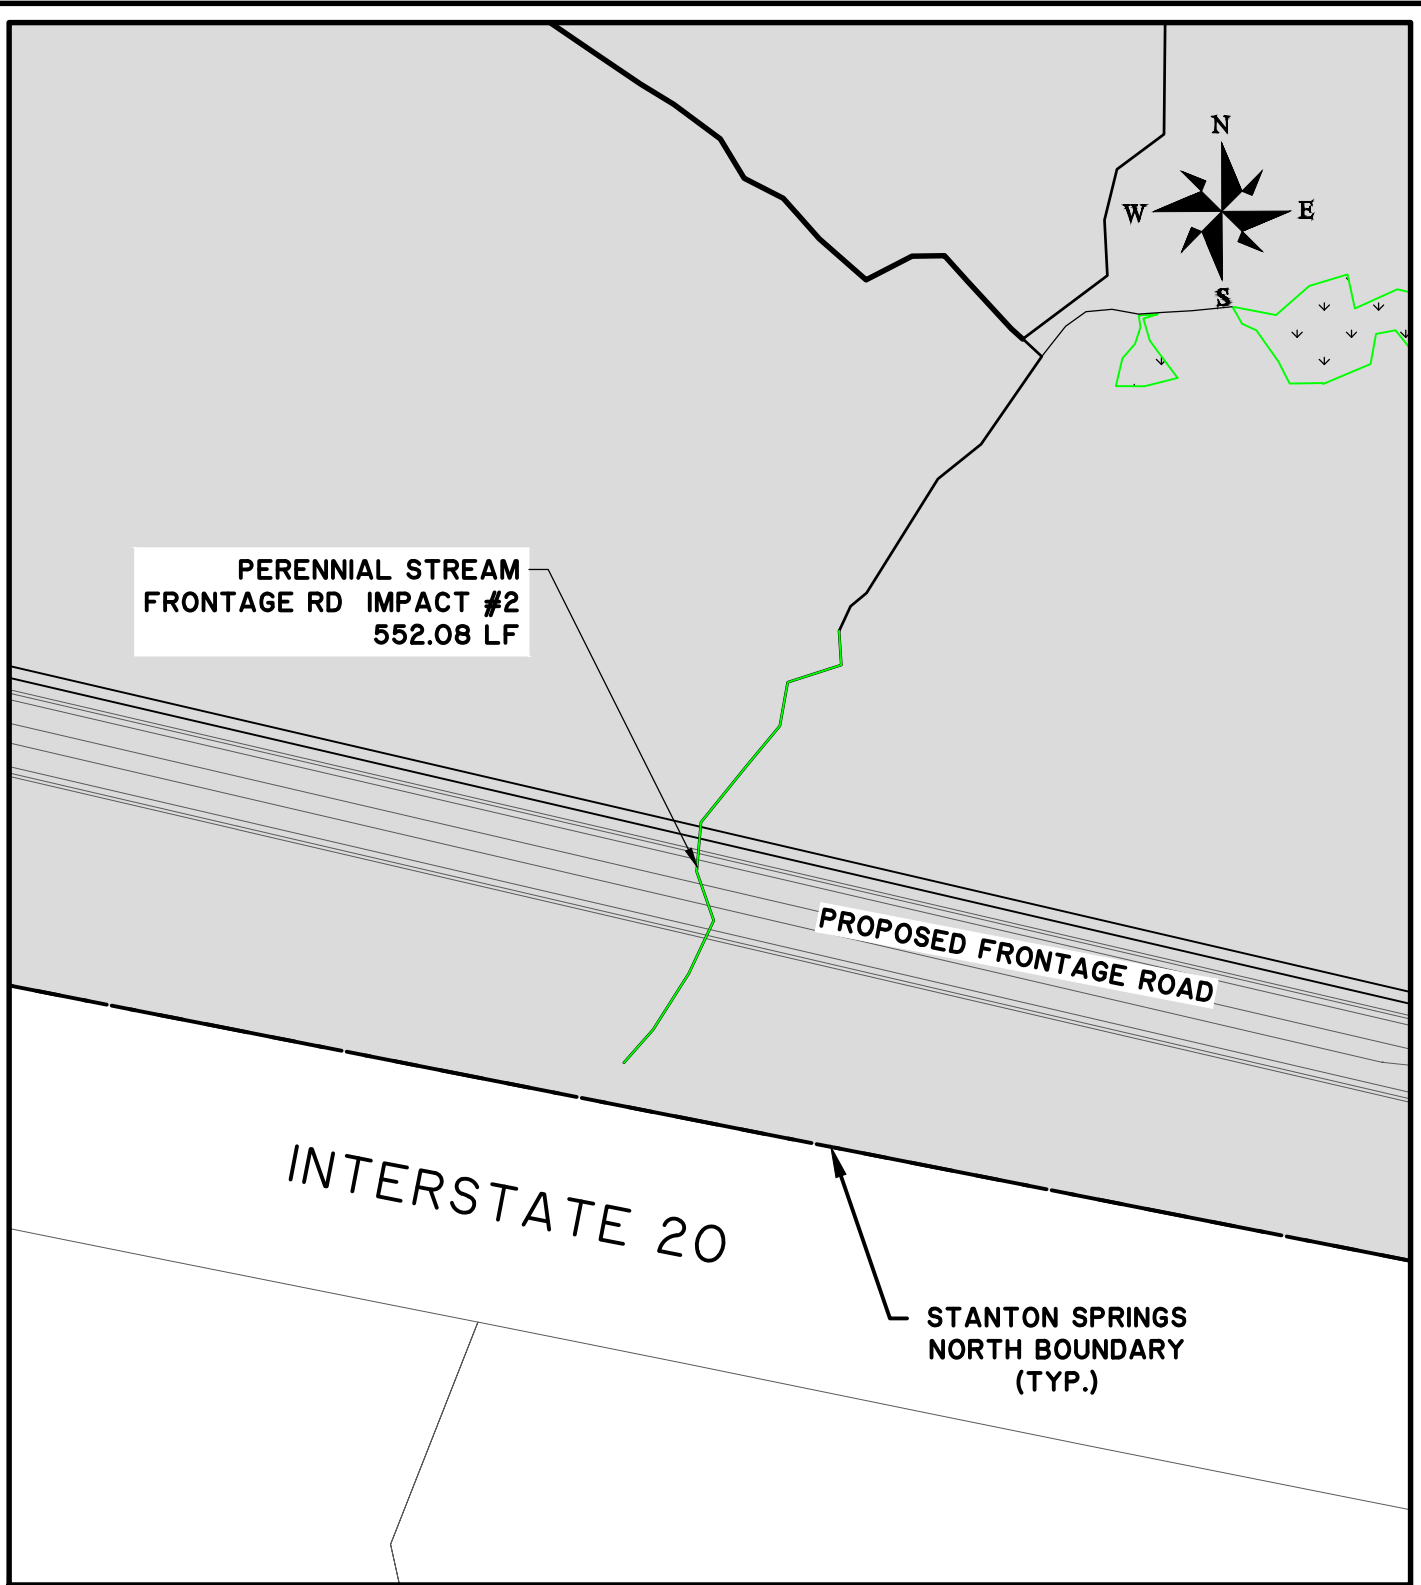 N
W
E
S
PERENNIAL STREAM
FRONTAGE RD IMPACT #2
552.08 LF
PROPOSED FRONTAGE ROAD
INTERSTATE 20
STANTON SPRINGS
NORTH BOUNDARY
(TYP.)